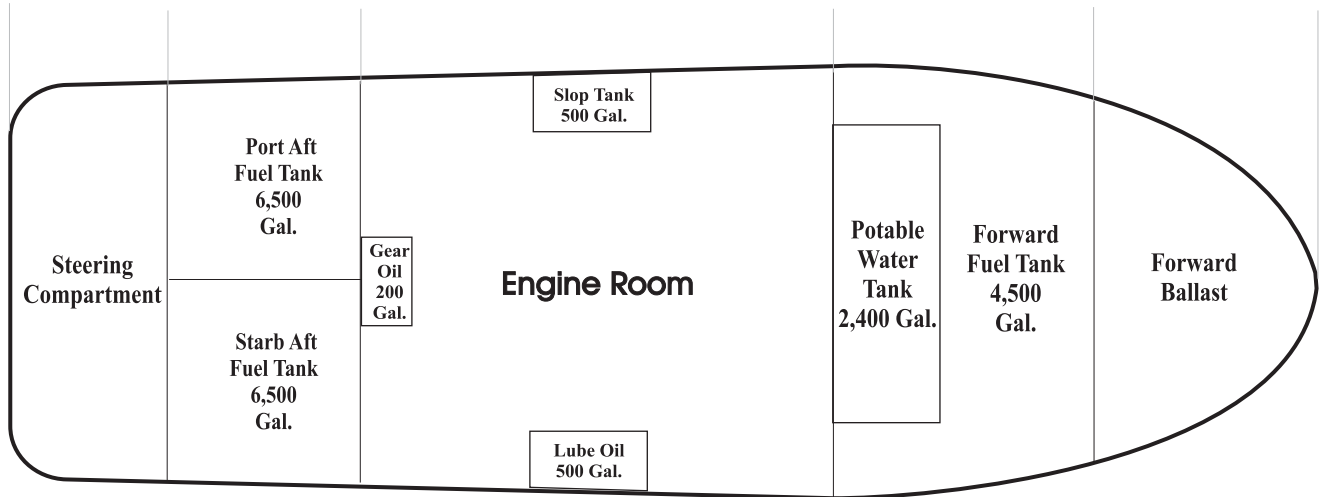 Steering
Compartment
Port Aft
Fuel Tank
6,500
Gal.
Starb Aft
Fuel Tank
6,500
Gal.
Gear
Oil
200
Gal.
Slop Tank
500 Gal.
Engine Room
Lube Oil
500 Gal.
Potable
Water
Tank
2,400 Gal.
Forward
Fuel Tank
4,500
Gal.
Forward
Ballast